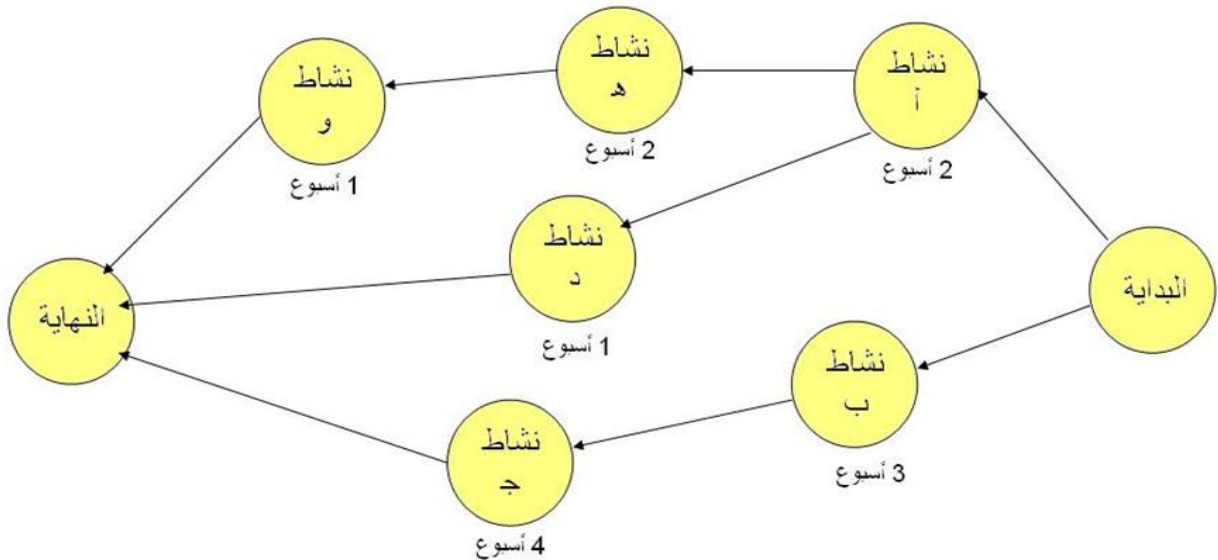 البداية
نشاط
أ
2 أسبوع
نشاط
هـ
2 أسبوع
نشاط
و
1 أسبوع
نشاط
د
1 أسبوع
نشاط
ب
3 أسبوع
نشاط
جـ
4 أسبوع
النهاية